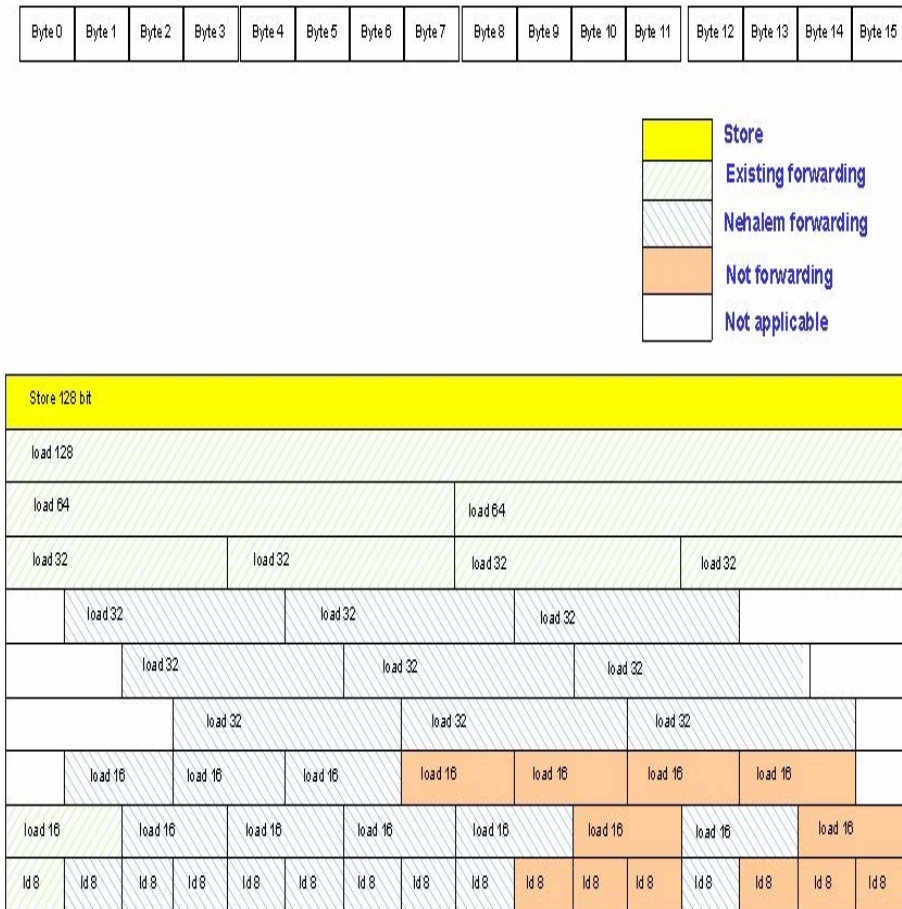 Byte 0 Byte 1 Byte 2 Byte 3 Byte 4 Byte 5 Byte 6 Byte 7 Byte 8 Byte 9 Byte 10 Byte 11 Byte 12 Byte 13 Byte 14 Byte 15
Store
Existing forwarding
Nehalem forwarding
Not forwarding
Not applicable
Store 128 bit
load 128
load 64 load 64
load 32 load 32 load 32 load 32
load 32 load 32 load 32
load 32 load 32 load 32
load 32 load 32 load 32
load 16 load 16 load 16 load 16 load 16 load 16 load 16
load 16 load 16 load 16 load 16 load 16 load 16 load 16 load 16
ld 8 ld 8 ld 8 ld 8 ld 8 ld 8 ld 8 ld 8 ld 8 ld 8 ld 8 ld 8 ld 8 ld 8 ld 8 ld 8